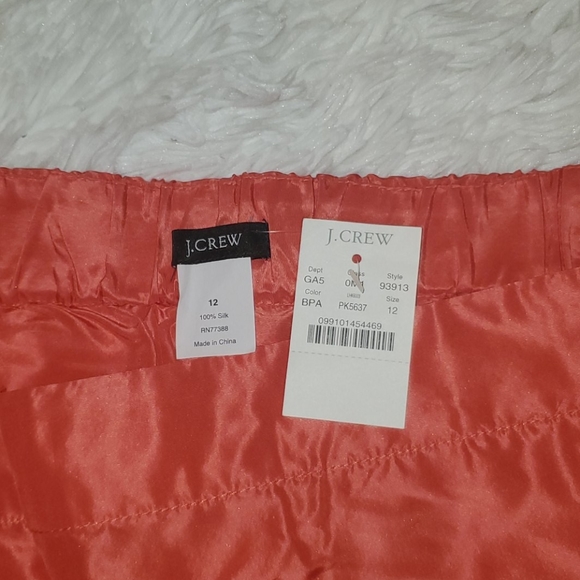 J.CREW
12
100% Silk
RN77388
Made in China
J.CREW
Dept Class Style
GA5 93913
Color Size
BPA PK5637 12
099101454469